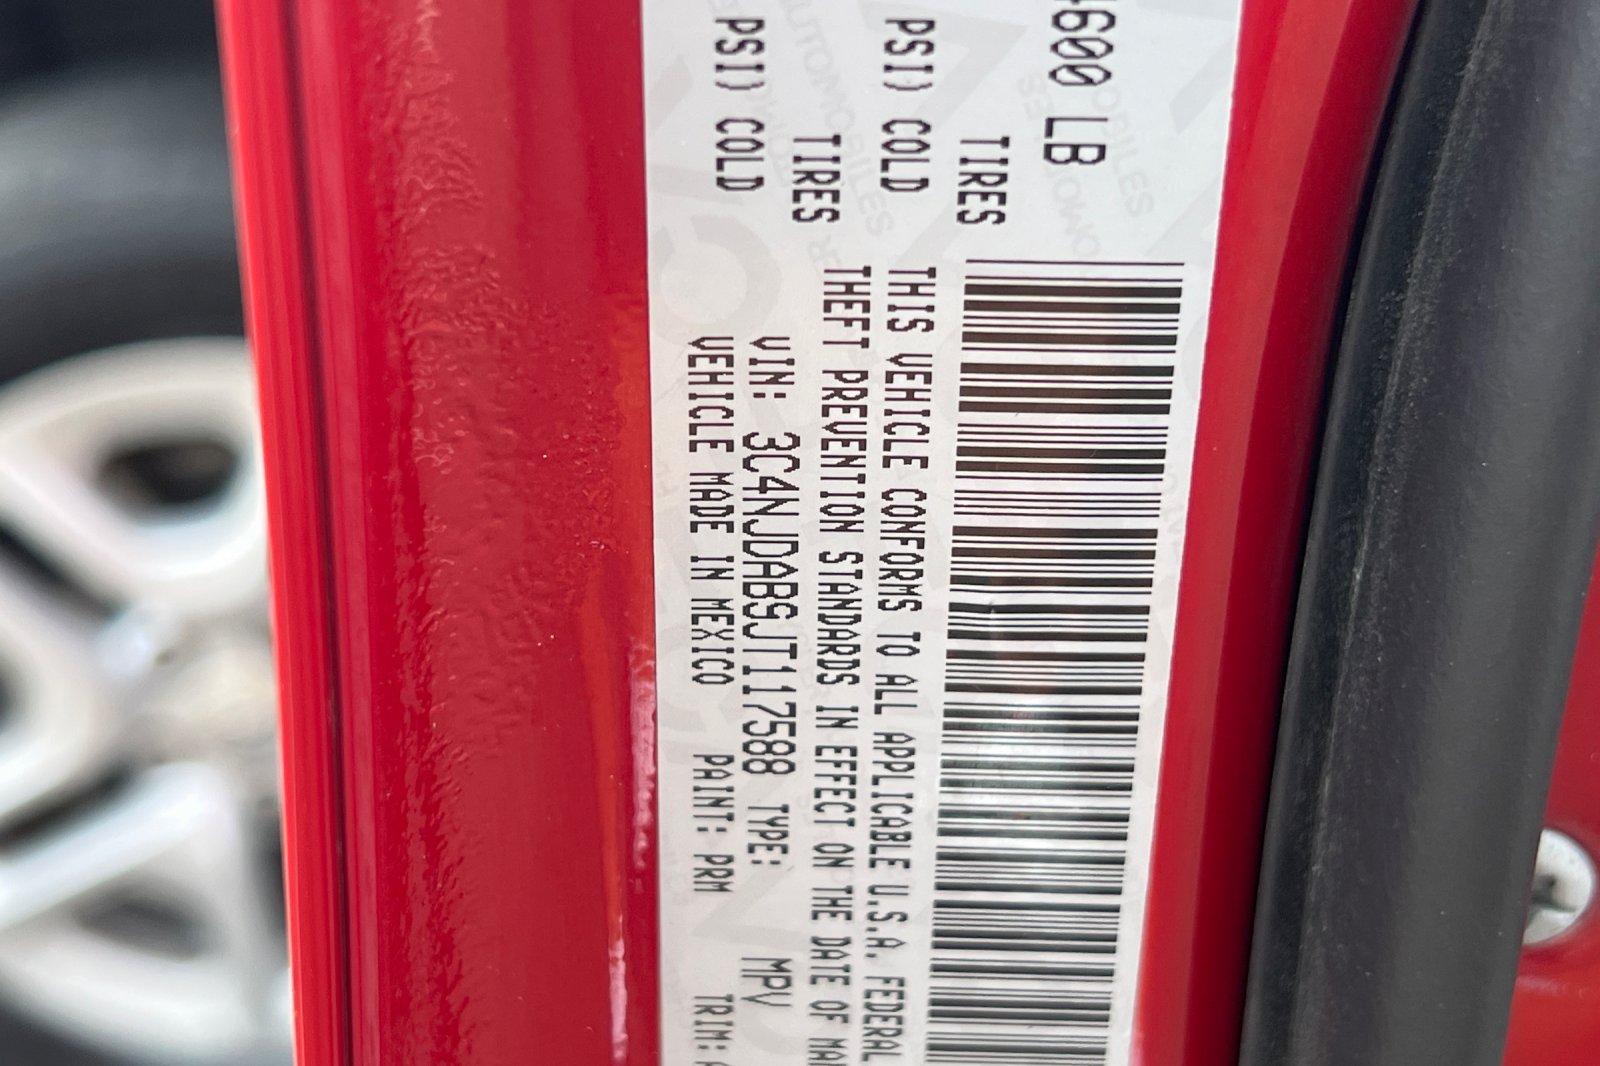 4600 LB
TIRES
PSI) COLD
TIRES
PSI) COLD
THIS VEHICLE CONFORMS TO ALL APPLICABLE U.S.A. FEDERAL
THEFT PREVENTION STANDARDS IN EFFECT ON THE DATE OF
VIN: 3C4NJDAB9JT117588 TYPE: MPV
VEHICLE MADE IN MEXICO PAINT: PRM TRIM: